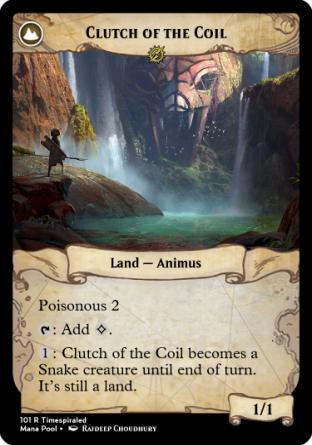 CLUTCH OF THE COIL
Land — Animus
Poisonous 2
: Add .
1 : Clutch of the Coil becomes a
Snake creature until end of turn.
It's still a land.
1/1
101 R Timespiraled
Mana Pool • RAJDEEP CHOUDHURY